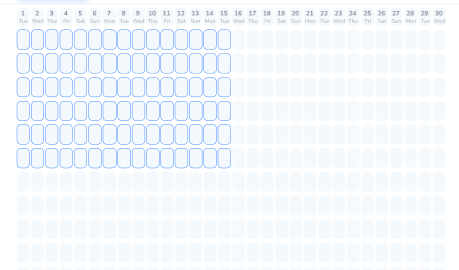 1 2 3 4 5 6 7 8 9 10 11 12 13 14 15 16 17 18 19 20 21 22 23 24 25 26 27 28 29 30
Tue Wed Thu Fri Sat Sun Mon Tue Wed Thu Fri Sat Sun Mon Tue Wed Thu Fri Sat Sun Mon Tue Wed Thu Fri Sat Sun Mon Tue Wed